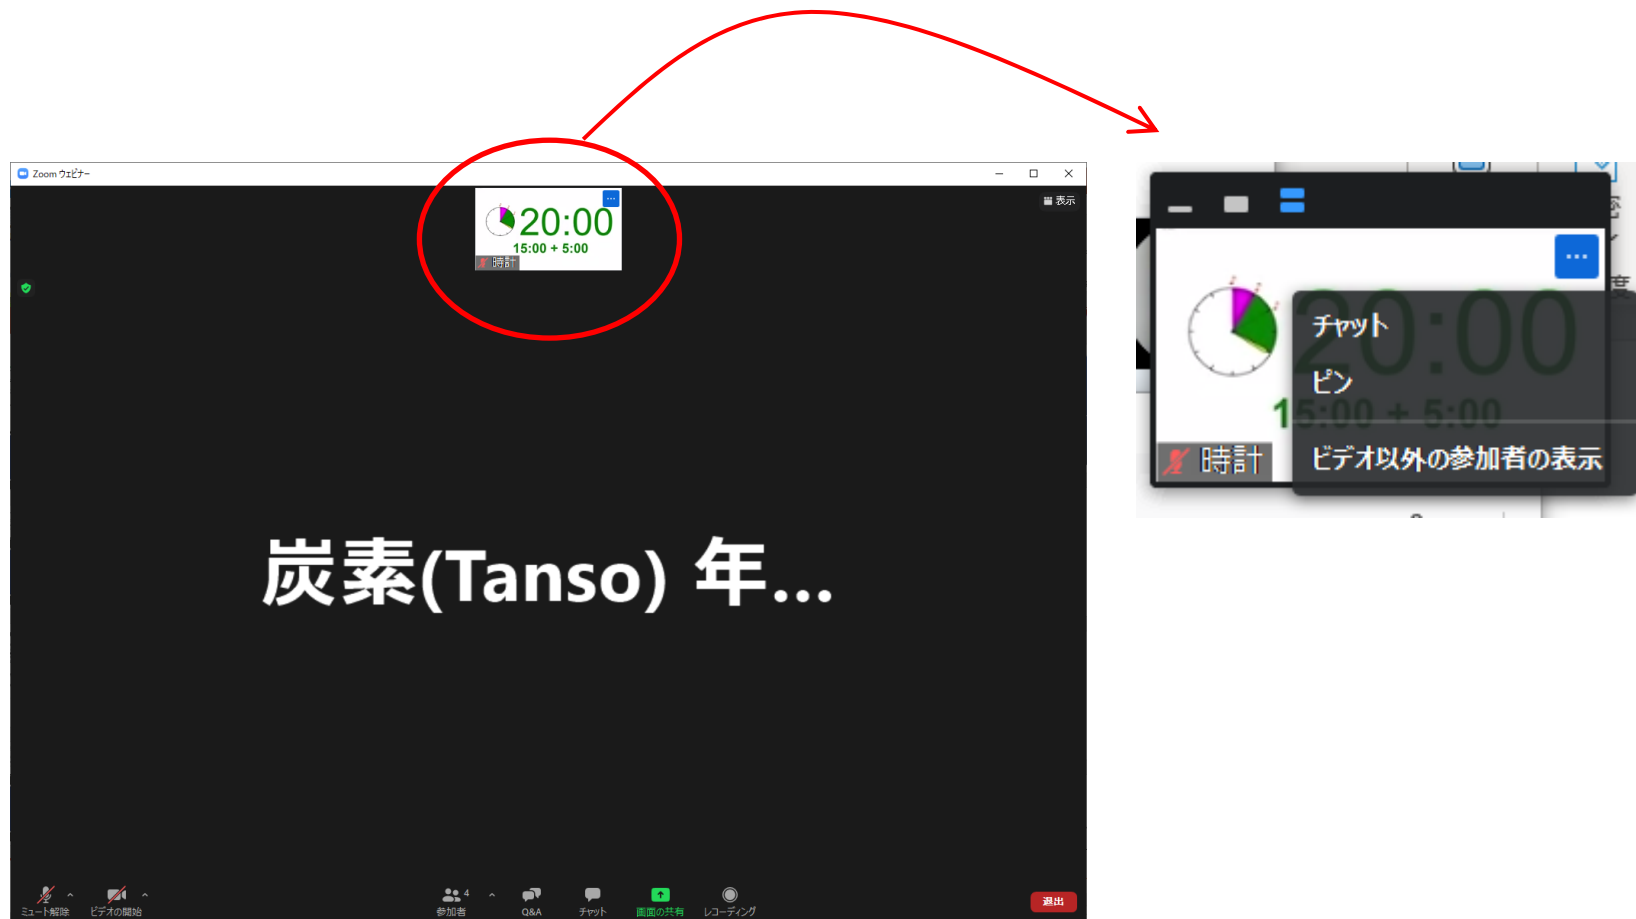 Zoom ウェビナー
表示
20:00
15:00 + 5:00
時計
炭素(Tanso) 年...
ミュート解除
ビデオの開始
4
参加者
Q&A
チャット
画面の共有
レコーディング
退出
20:00
15:00 + 5:00
時計
チャット
ピン
ビデオ以外の参加者の表示
度